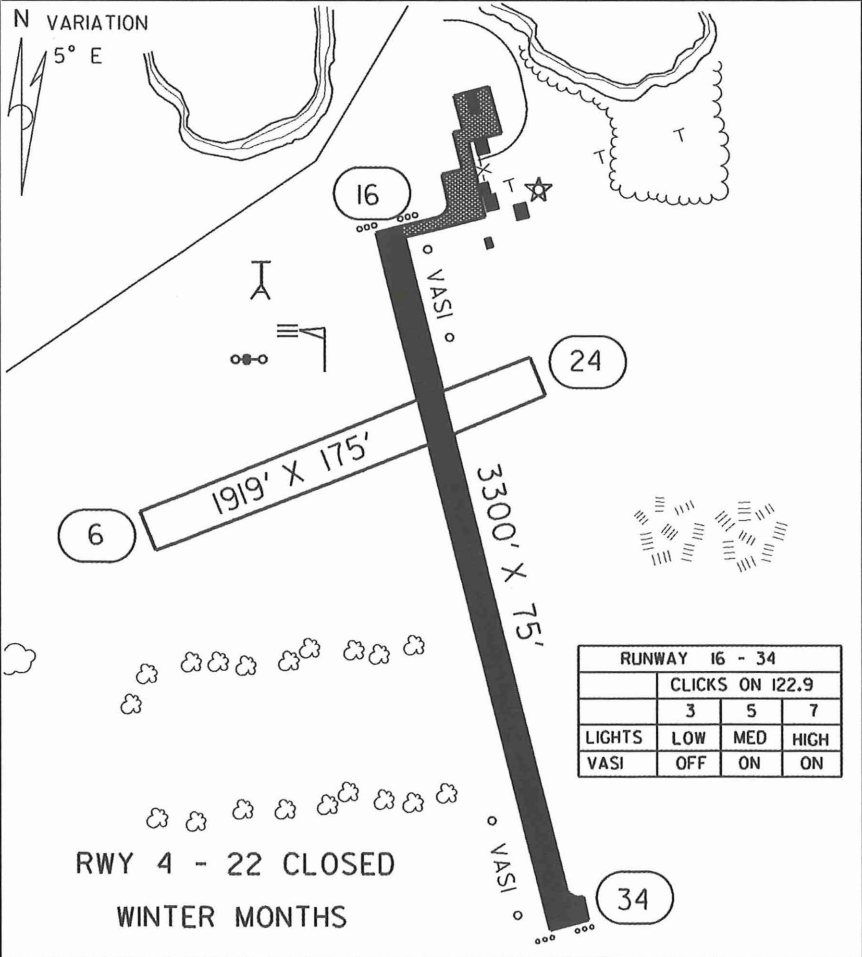 N VARIATION
5° E
16
VASI
24
1919' X 175'
6
3300' X 75'
RUNWAY 16 - 34
CLICKS ON 122.9
3 5 7
LIGHTS LOW MED HIGH
VASI OFF ON ON
VASI
RWY 4 - 22 CLOSED
WINTER MONTHS
34